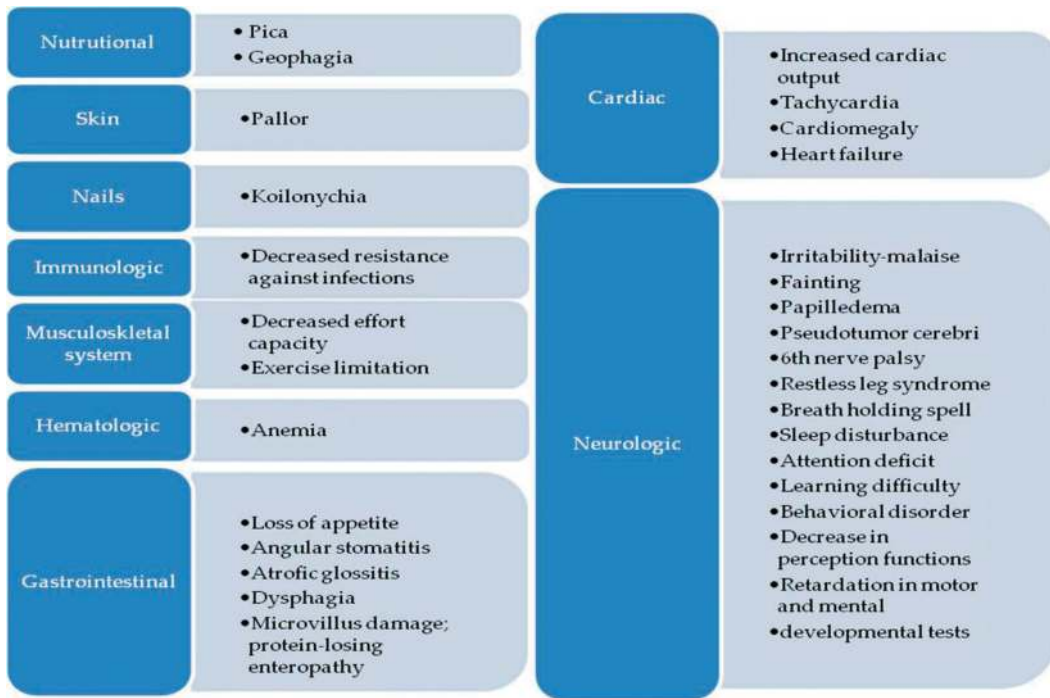 Nutrutional
• Pica
• Geophagia
Skin
•Pallor
Nails
•Koilonychia
Immunologic
•Decreased resistance
against infections
Musculoskletal
system
•Decreased effort
capacity
•Exercise limitation
Hematologic
•Anemia
Gastrointestinal
•Loss of appetite
•Angular stomatitis
•Atrofic glossitis
•Dysphagia
•Microvillus damage;
protein-losing
enteropathy
Cardiac
•Increased cardiac
output
•Tachycardia
•Cardiomegaly
•Heart failure
Neurologic
•Irritability-malaise
•Fainting
•Papilledema
•Pseudotumor cerebri
•6th nerve palsy
•Restless leg syndrome
•Breath holding spell
•Sleep disturbance
•Attention deficit
•Learning difficulty
•Behavioral disorder
•Decrease in
perception functions
•Retardation in motor
and mental
•developmental tests